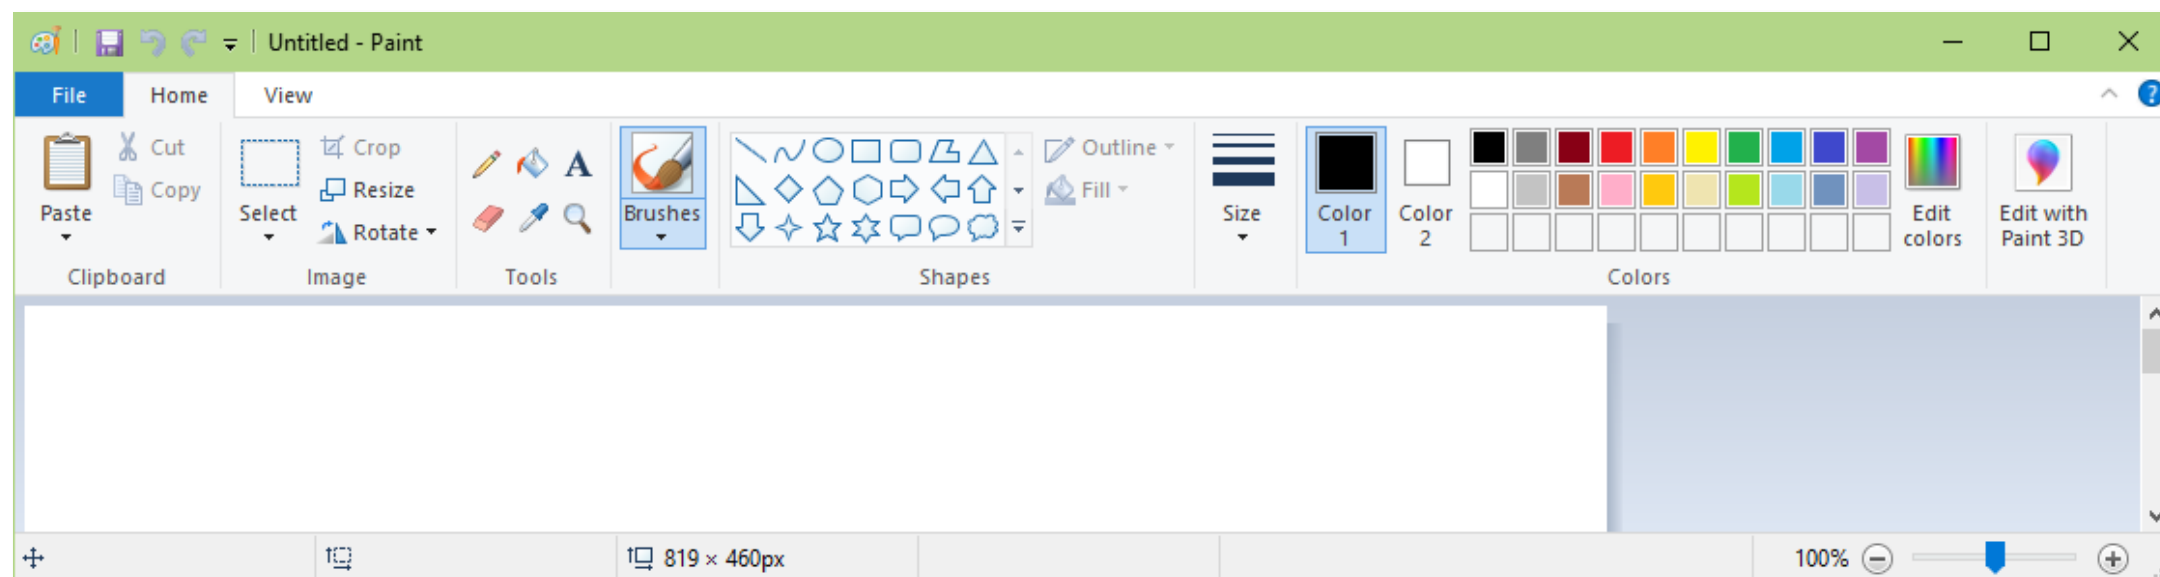 Untitled - Paint
File Home View
?
Paste
Cut
Copy
Clipboard
Select
Crop
Resize
Rotate
Image
A
Tools
Brushes
Shapes
Outline
Fill
Size
Color
1
Color
2
Colors
Edit
colors
Edit with
Paint 3D
819 × 460px
100%